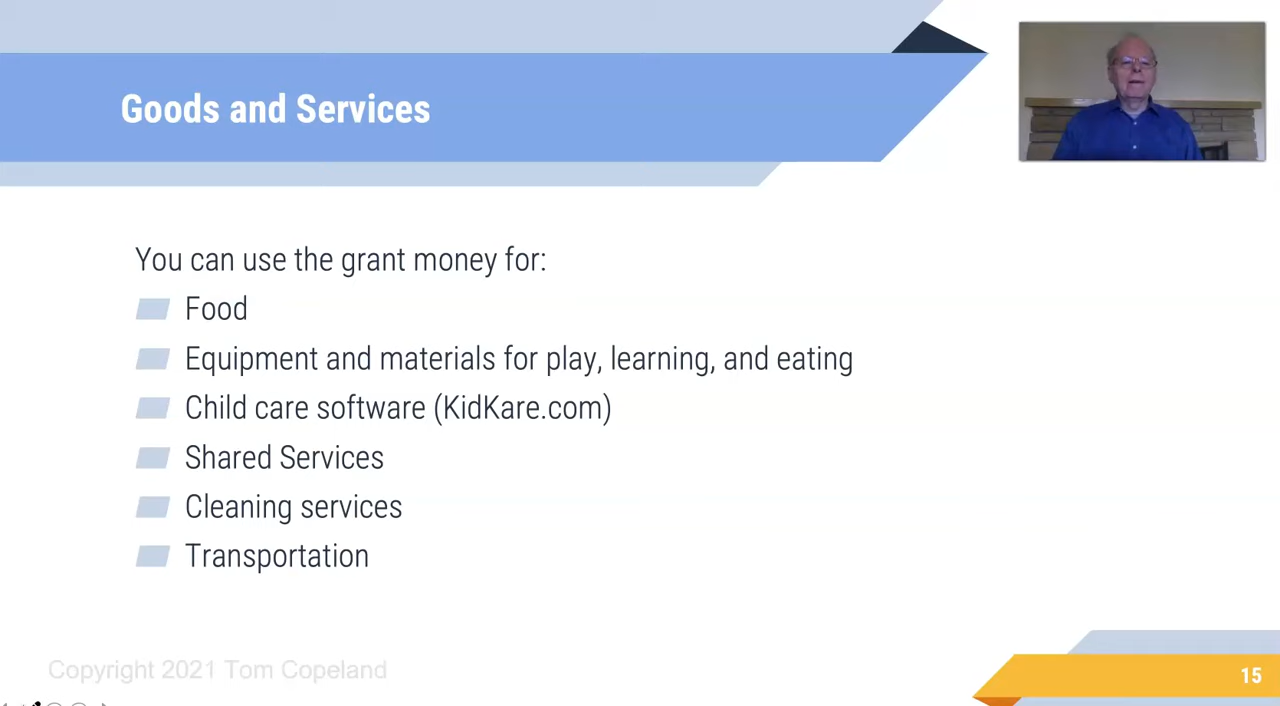 Goods and Services
You can use the grant money for:
Food
Equipment and materials for play, learning, and eating
Child care software (KidKare.com)
Shared Services
Cleaning services
Transportation
Copyright 2021 Tom Copeland
15